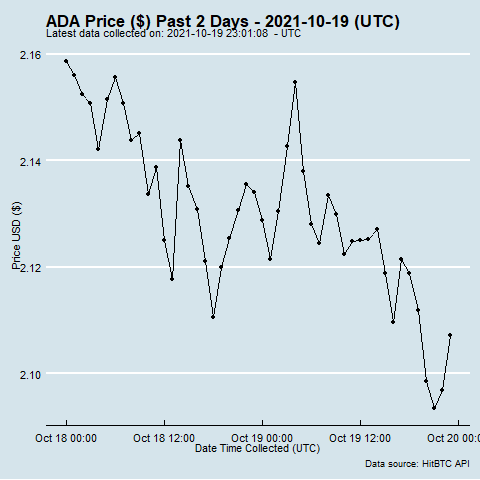 ADA Price ($) Past 2 Days - 2021-10-19 (UTC)
Latest data collected on: 2021-10-19 23:01:08  - UTC
2.16
2.14
2.12
2.10
Price USD ($)
Oct 18 00:00
Oct 18 12:00
Oct 19 00:00
Oct 19 12:00
Oct 20 00:0
Date Time Collected (UTC)
Data source: HitBTC API